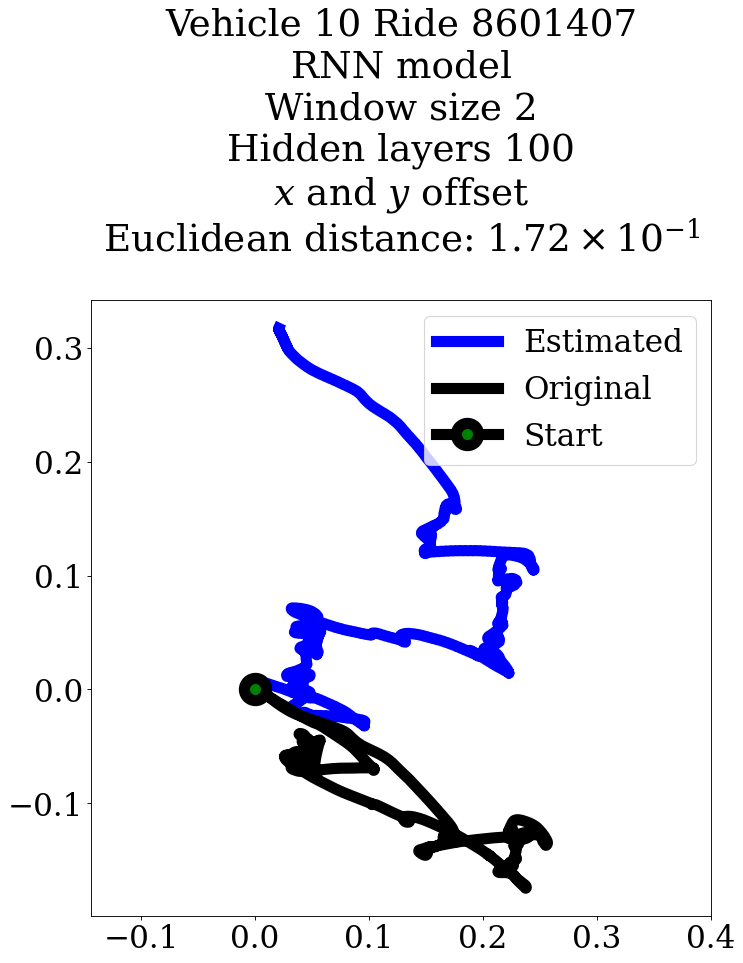 Vehicle 10 Ride 8601407
RNN model
Window size 2
Hidden layers 100
x and y offset
Euclidean distance: 1.72 × 10⁻¹
Estimated
Original
Start
0.3
0.2
0.1
0.0
−0.1
−0.1 0.0 0.1 0.2 0.3 0.4